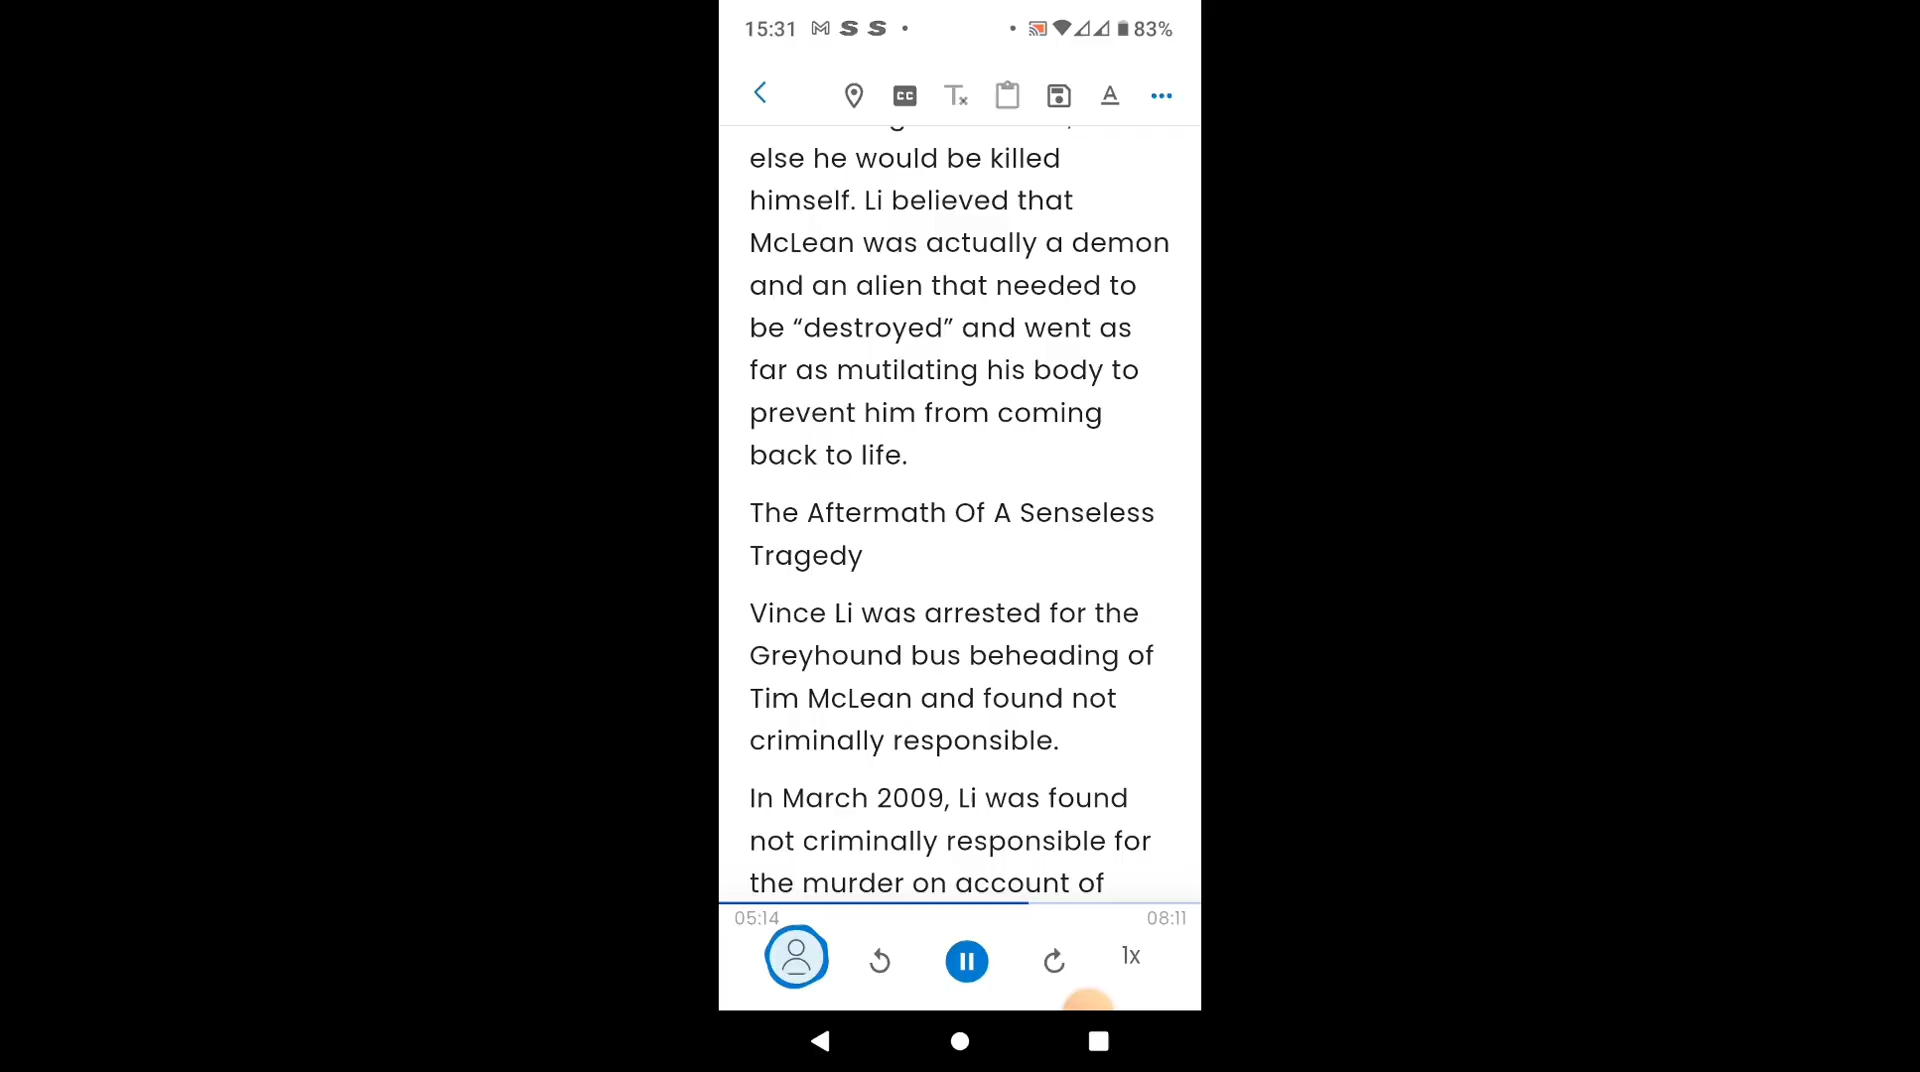 15:31
83%
CC
else he would be killed
himself. Li believed that
McLean was actually a demon
and an alien that needed to
be “destroyed” and went as
far as mutilating his body to
prevent him from coming
back to life.
The Aftermath Of A Senseless
Tragedy
Vince Li was arrested for the
Greyhound bus beheading of
Tim McLean and found not
criminally responsible.
In March 2009, Li was found
not criminally responsible for
the murder on account of
05:14
08:11
1x